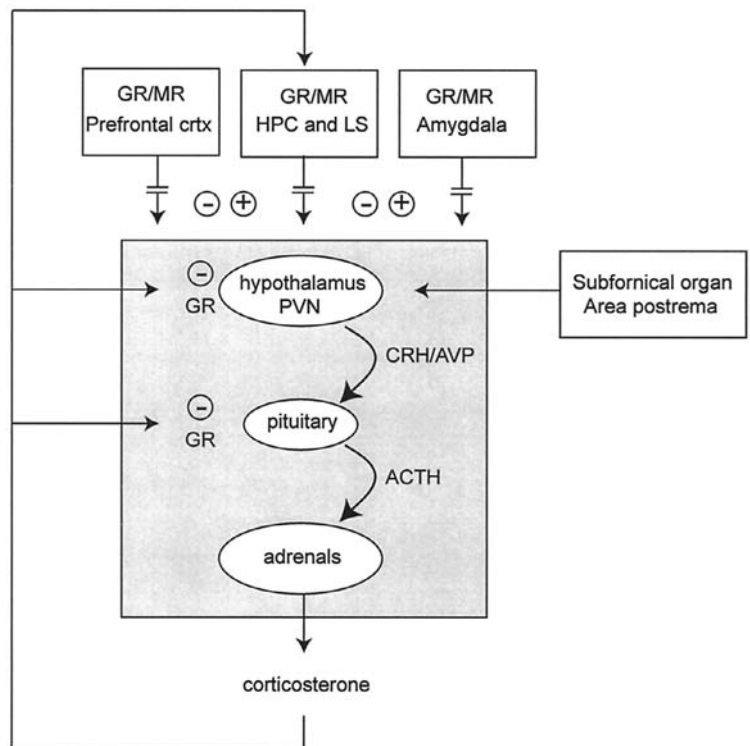 GR/MR
Prefrontal crtx
GR/MR
HPC and LS
GR/MR
Amygdala
- +
- +
-
GR
hypothalamus
PVN
Subfornical organ
Area postrema
CRH/AVP
-
GR
pituitary
ACTH
adrenals
corticosterone